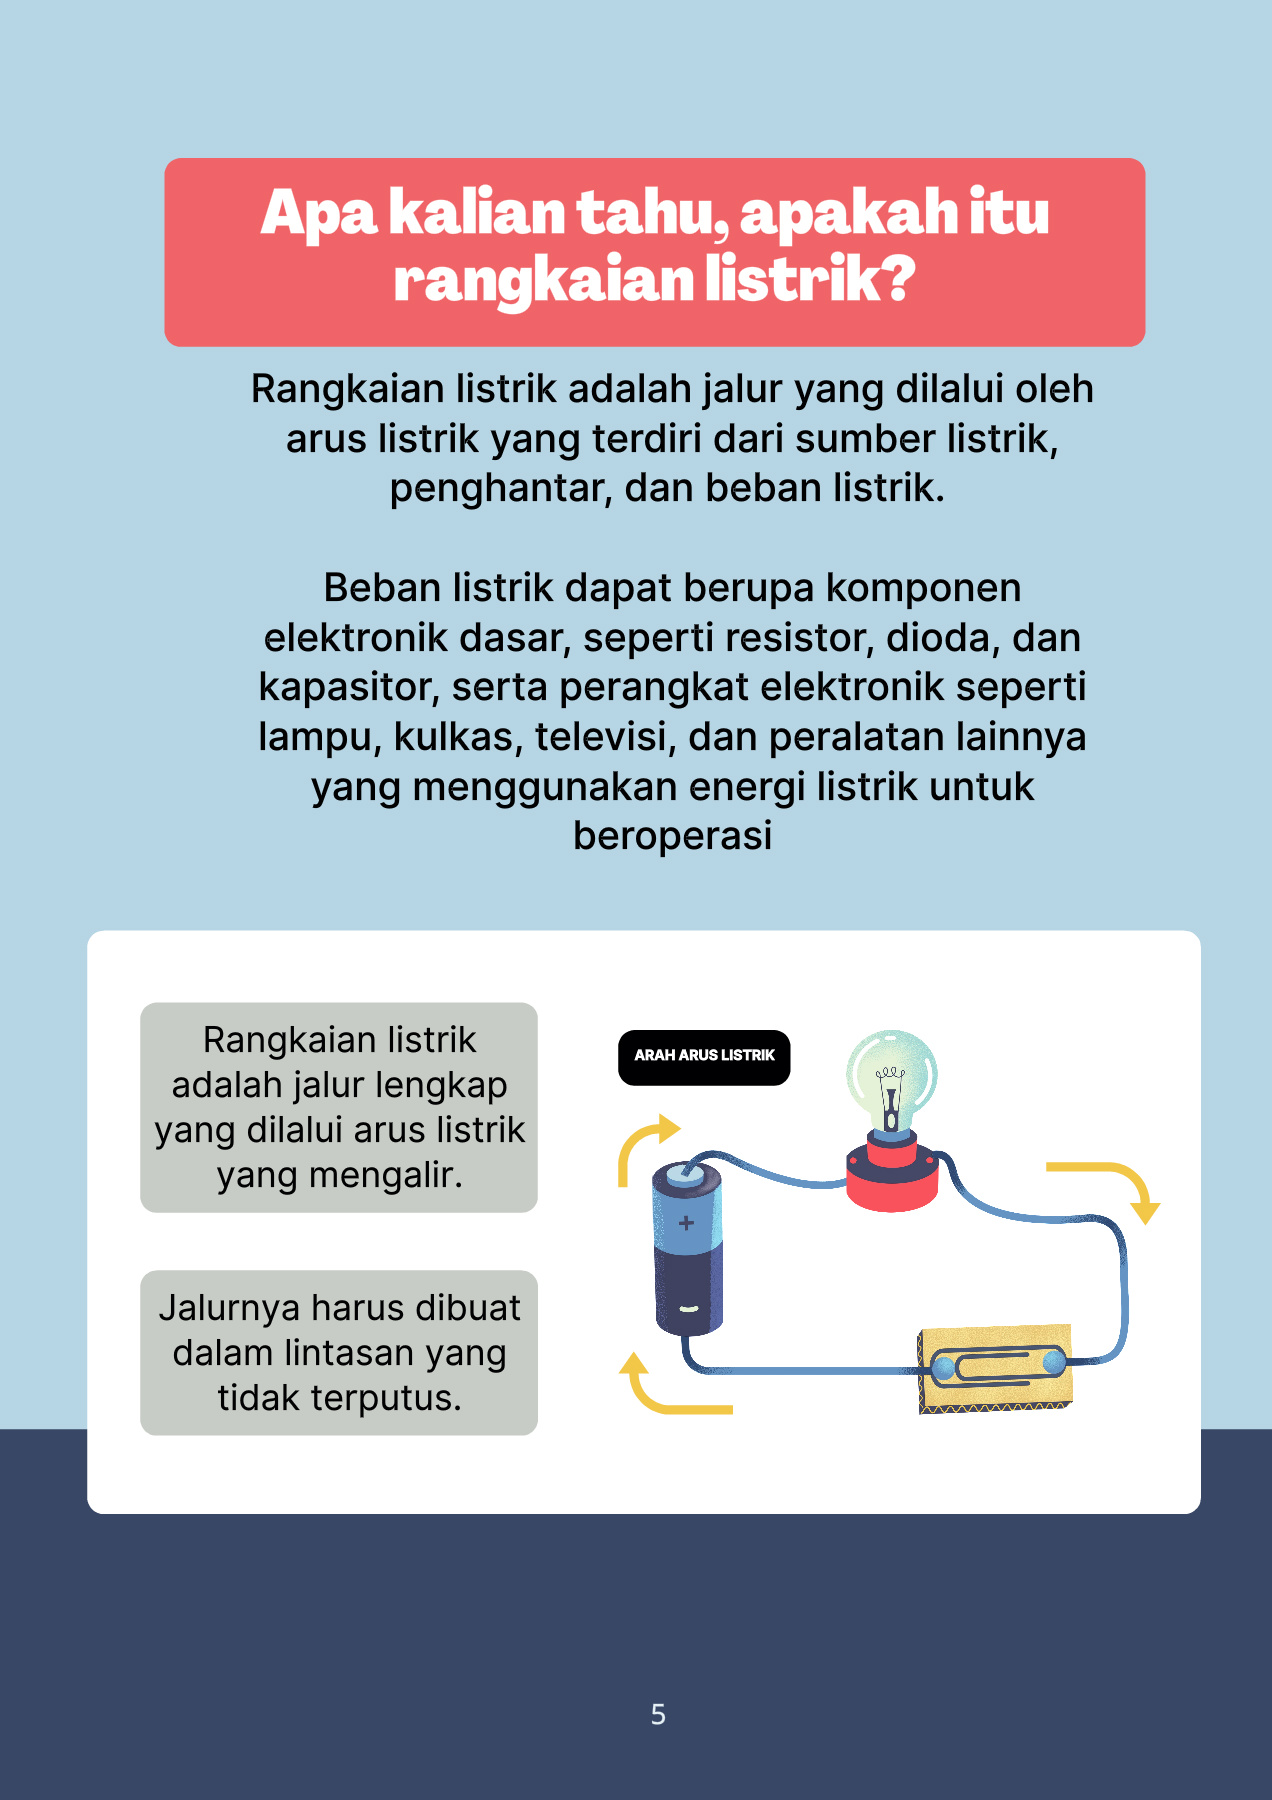 Apa kalian tahu, apakah itu
rangkaian listrik?
Rangkaian listrik adalah jalur yang dilalui oleh
arus listrik yang terdiri dari sumber listrik,
penghantar, dan beban listrik.
Beban listrik dapat berupa komponen
elektronik dasar, seperti resistor, dioda, dan
kapasitor, serta perangkat elektronik seperti
lampu, kulkas, televisi, dan peralatan lainnya
yang menggunakan energi listrik untuk
beroperasi
Rangkaian listrik
adalah jalur lengkap
yang dilalui arus listrik
yang mengalir.
Jalurnya harus dibuat
dalam lintasan yang
tidak terputus.
ARAH ARUS LISTRIK
+
-
5